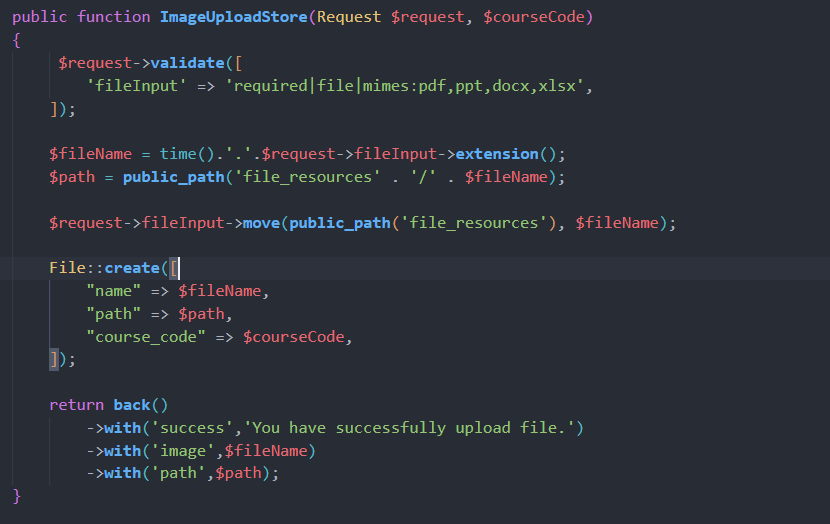 public function ImageUploadStore(Request $request, $courseCode)
{
$request->validate([
'fileInput' => 'required|file|mimes:pdf,ppt,docx,xlsx',
]);
$fileName = time().'.'.$request->fileInput->extension();
$path = public_path('file_resources' . '/' . $fileName);
$request->fileInput->move(public_path('file_resources'), $fileName);
File::create([
"name" => $fileName,
"path" => $path,
"course_code" => $courseCode,
]);
return back()
->with('success','You have successfully upload file.')
->with('image',$fileName)
->with('path',$path);
}